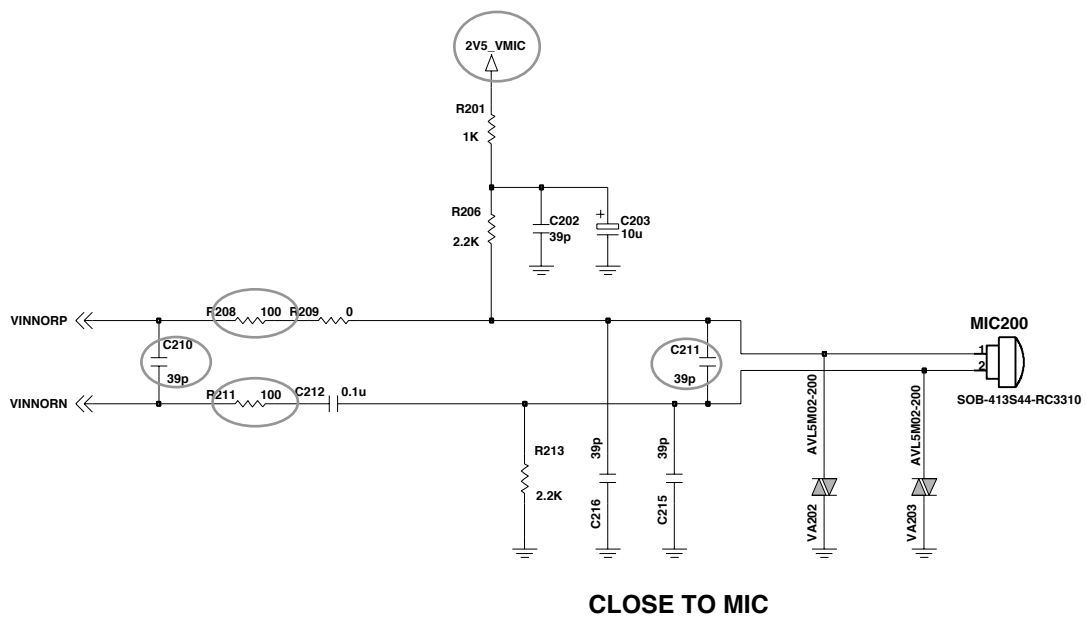 2V5_VMIC
R201
1K
R206
2.2K
C202
39p
+
C203
10u
VINNORP
R208 100 R209 0
C210
39p
VINNORN
R211 100 C212 0.1u
C211
39p
MIC200
1
2
SOB-413S44-RC3310
R213
2.2K
39p
C216
39p
C215
AVL5M02-200
VA202
AVL5M02-200
VA203
CLOSE TO MIC